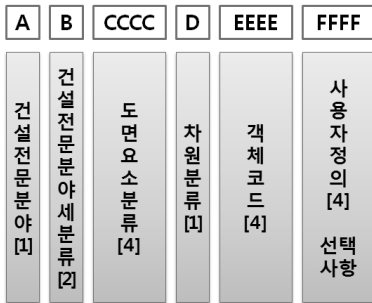 A B CCCC D EEEE FFFF
건설전문분야 [1]
건설전문분야세분류 [2]
도면요소분류 [4]
차원분류 [1]
객체코드 [4]
사용자정의 [4]
선택
사항